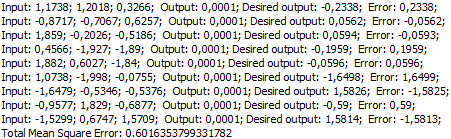 Input: 1,1738; 1,2018; 0,3266;  Output: 0,0001; Desired output: -0,2338;  Error: 0,2338;
Input: -0,8717; -0,7067; 0,6257;  Output: 0,0001; Desired output: 0,0562;  Error: -0,0562;
Input: 1,859; -0,2026; -0,5186;  Output: 0,0001; Desired output: 0,0594;  Error: -0,0593;
Input: 0,4566; -1,927; -1,89;  Output: 0,0001; Desired output: -0,1959;  Error: 0,1959;
Input: 1,882; 0,6027; -1,84;  Output: 0,0001; Desired output: -0,0596;  Error: 0,0596;
Input: 1,0738; -1,998; -0,0755;  Output: 0,0001; Desired output: -1,6498;  Error: 1,6499;
Input: -1,6479; -0,5346; -0,5376;  Output: 0,0001; Desired output: 1,5826;  Error: -1,5825;
Input: -0,9577; 1,829; -0,6877;  Output: 0,0001; Desired output: -0,59;  Error: 0,59;
Input: -1,5299; 0,6747; 1,5709;  Output: 0,0001; Desired output: 1,5814;  Error: -1,5813;
Total Mean Square Error: 0.6016353799331782